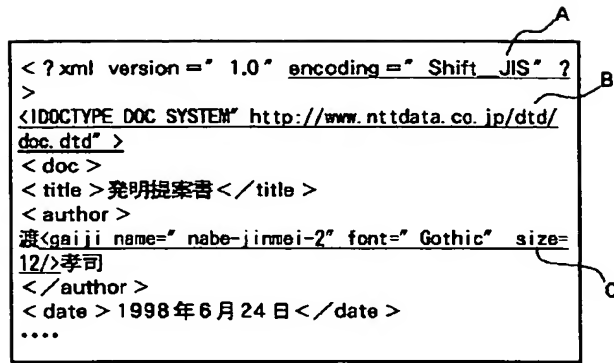 A
<?xml version=″1.0″ encoding=″Shift_JIS″ ?
>
B
<!DOCTYPE DOC SYSTEM″ http://www.nttdata.co.jp/dtd/
doc.dtd″ >
<doc>
<title>発明提案書</title>
<author>
渡<gaiji name=″ nabe-jinmei-2″ font=″ Gothic″ size=
12/>孝司
C
</author>
<date>1998年6月24日</date>
....